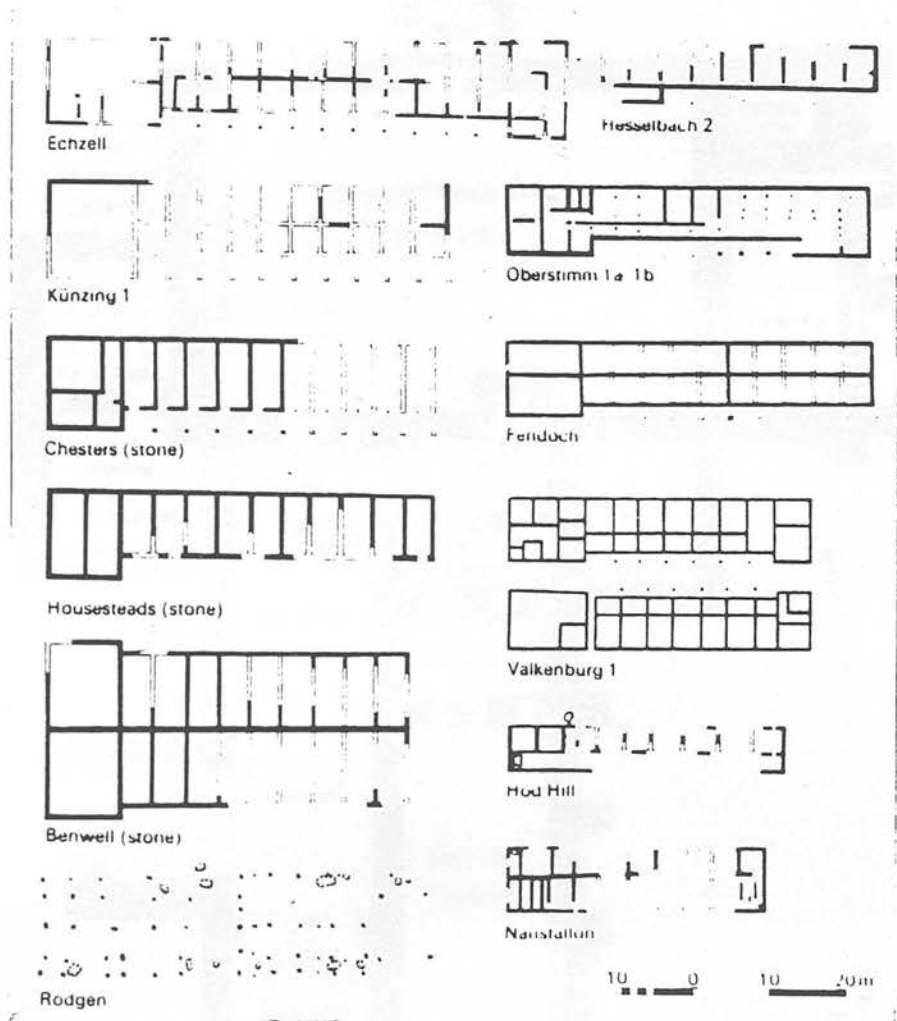 Echzell
Hesselbach 2
Künzing 1
Oberstimm 1a 1b
Chesters (stone)
Fendoch
Housesteads (stone)
Valkenburg 1
Hod Hill
Benwell (stone)
Nanstallon
Rodgen
10 0 10 20m